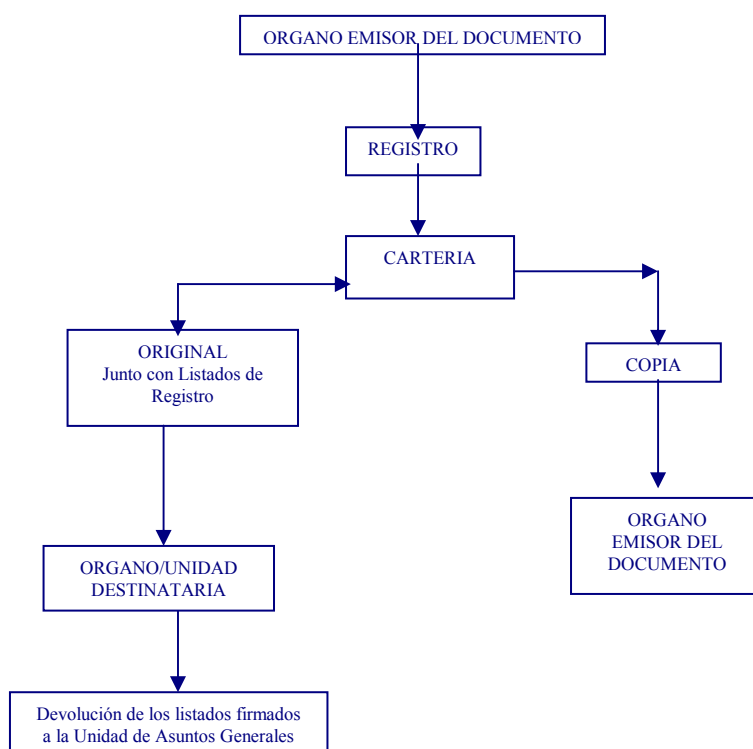 ORGANO EMISOR DEL DOCUMENTO
REGISTRO
CARTERIA
ORIGINAL
Junto con Listados de
Registro
COPIA
ORGANO
EMISOR DEL
DOCUMENTO
ORGANO/UNIDAD
DESTINATARIA
Devolución de los listados firmados
a la Unidad de Asuntos Generales